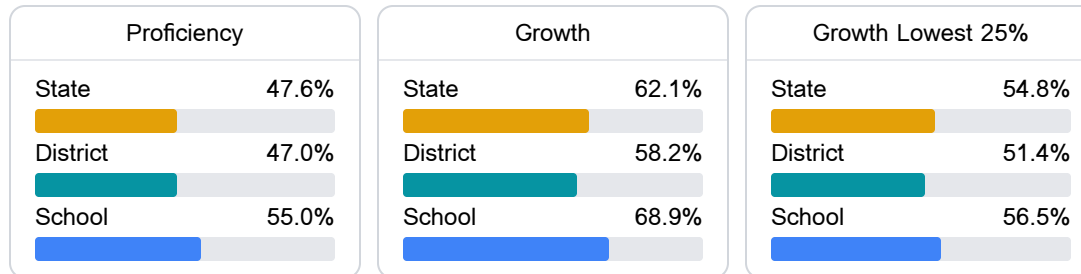 Proficiency
State 47.6%
District 47.0%
School 55.0%
Growth
State 62.1%
District 58.2%
School 68.9%
Growth Lowest 25%
State 54.8%
District 51.4%
School 56.5%